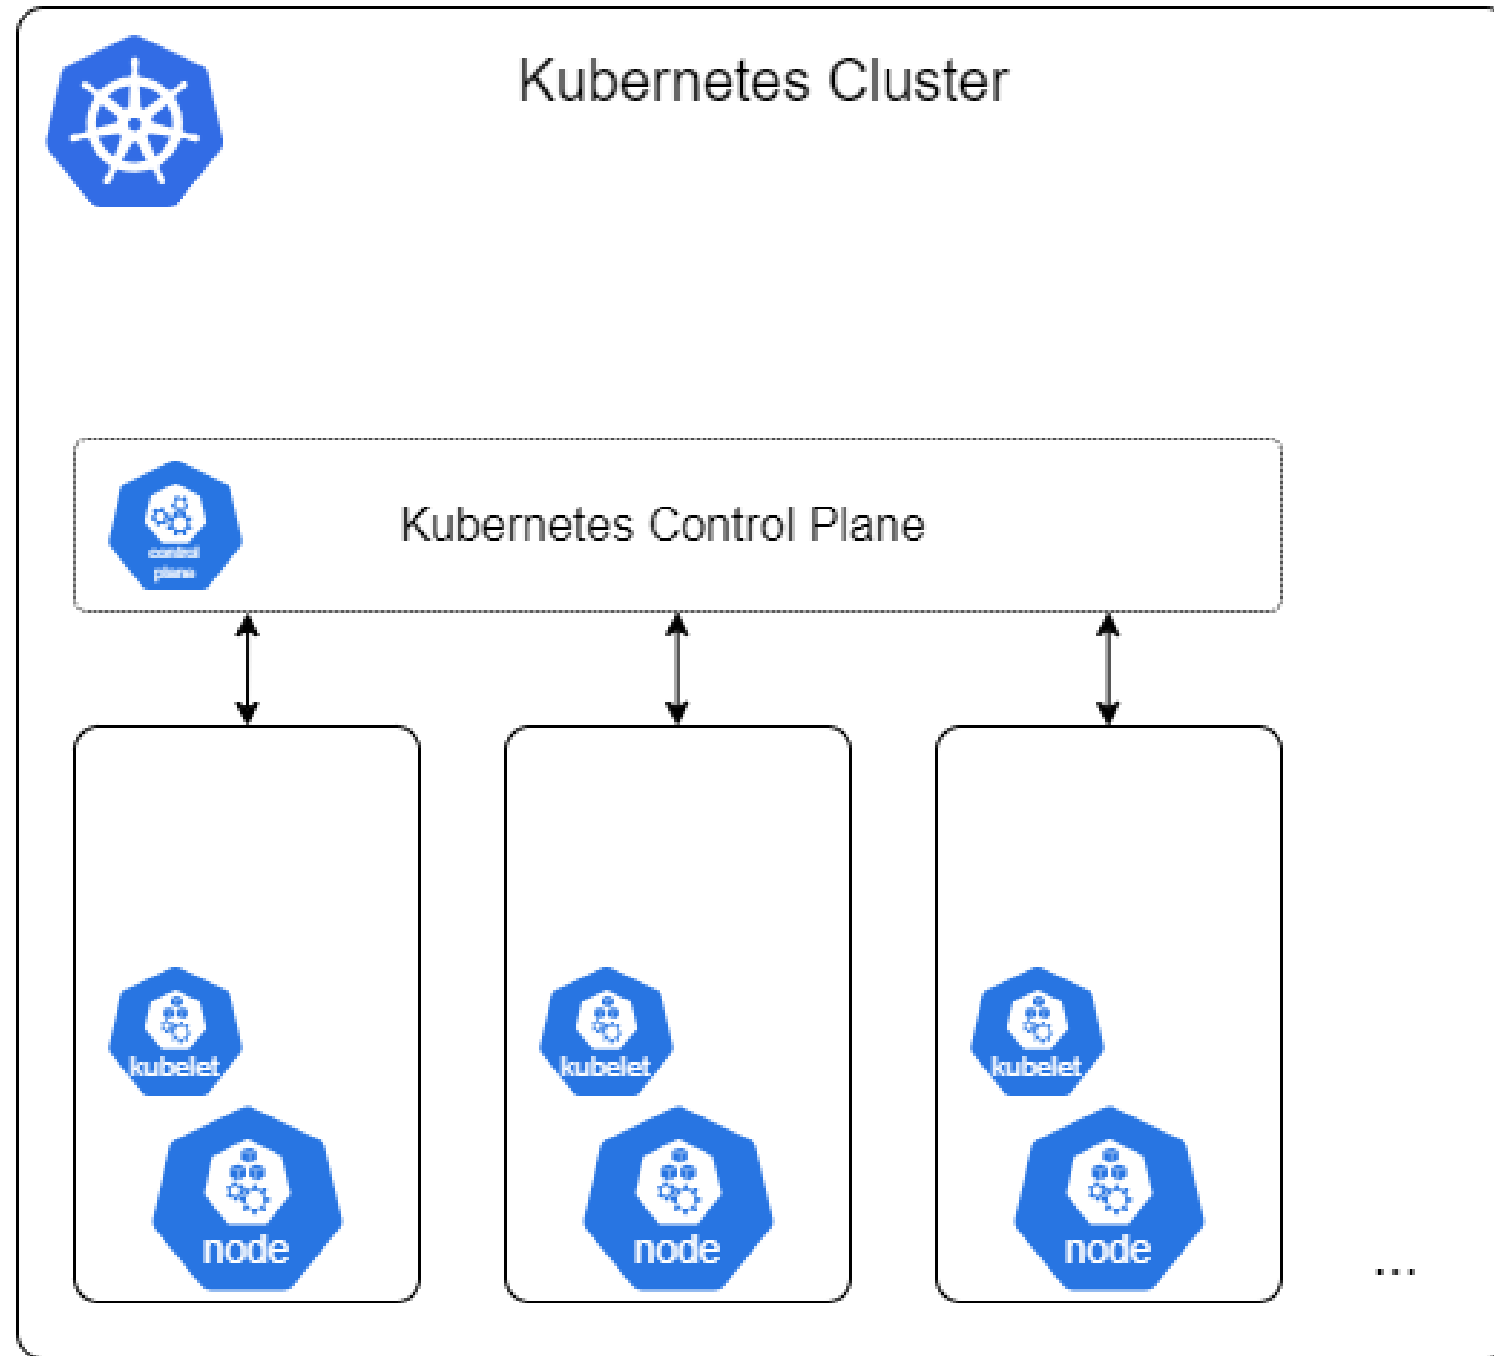 Kubernetes Cluster
control
plane
Kubernetes Control Plane
kubelet
kubelet
kubelet
node
node
node
...